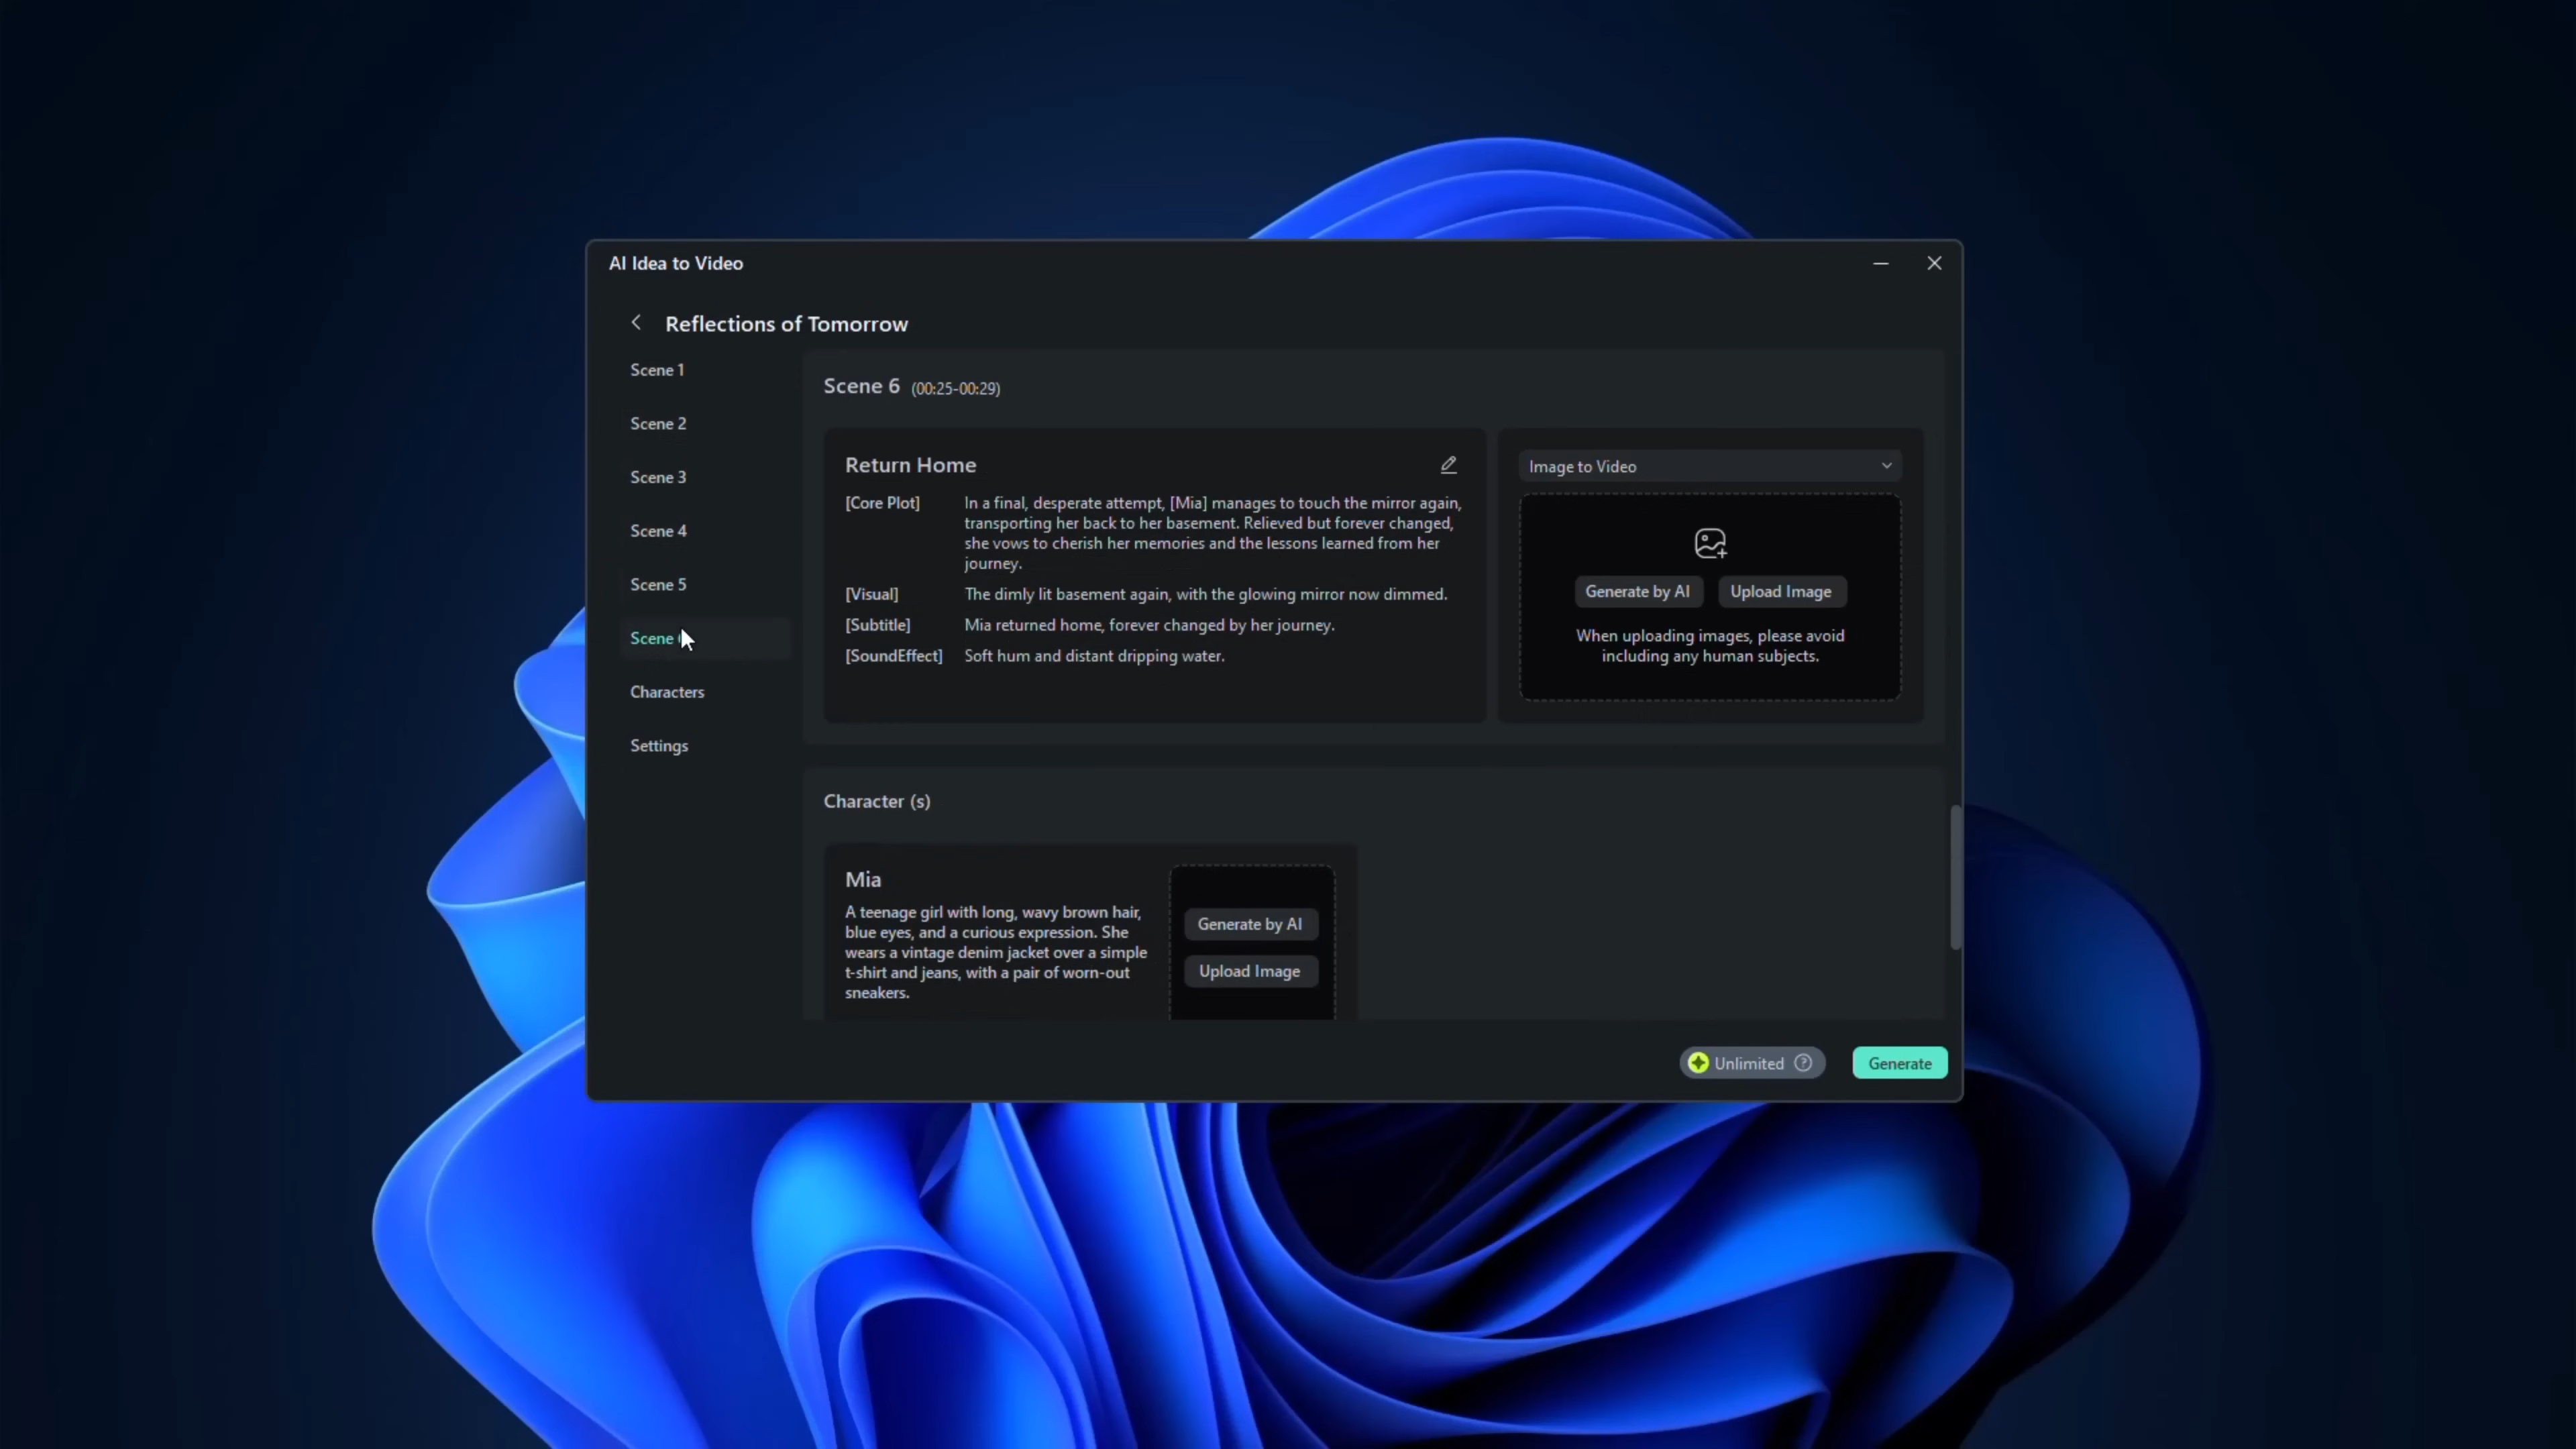 AI Idea to Video
Reflections of Tomorrow
Scene 1
Scene 2
Scene 3
Scene 4
Scene 5
Scene
Characters
Settings
Scene 6 (00:25-00:29)
Return Home
[Core Plot] In a final, desperate attempt, [Mia] manages to touch the mirror again,
transporting her back to her basement. Relieved but forever changed,
she vows to cherish her memories and the lessons learned from her
journey.
[Visual] The dimly lit basement again, with the glowing mirror now dimmed.
[Subtitle] Mia returned home, forever changed by her journey.
[SoundEffect] Soft hum and distant dripping water.
Image to Video
Generate by AI Upload Image
When uploading images, please avoid
including any human subjects.
Character (s)
Mia
A teenage girl with long, wavy brown hair,
blue eyes, and a curious expression. She
wears a vintage denim jacket over a simple
t-shirt and jeans, with a pair of worn-out
sneakers.
Generate by AI
Upload Image
Unlimited ?
Generate